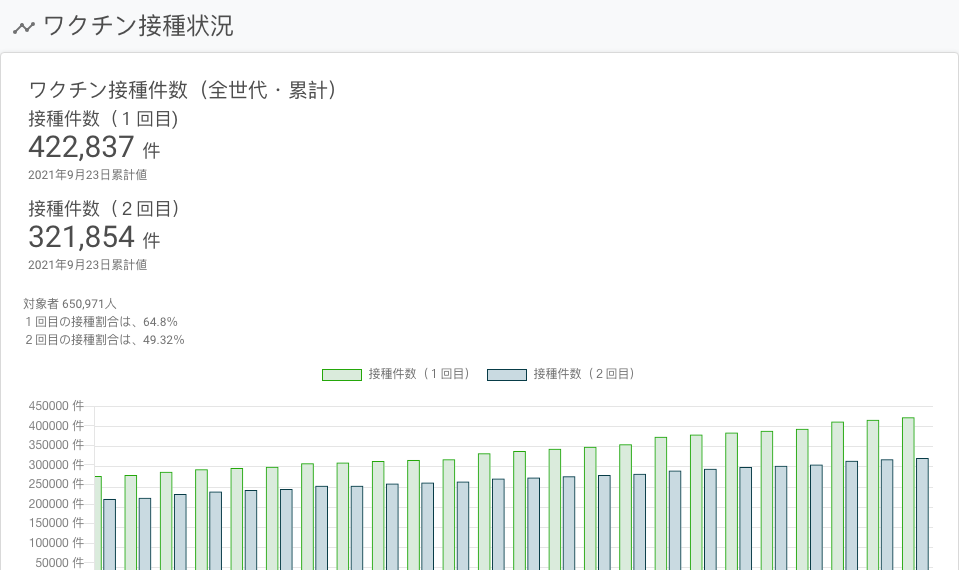 ワクチン接種状況
ワクチン接種件数（全世代・累計）
接種件数（１回目)
422,837 件
2021年9月23日累計値
接種件数（２回目）
321,854 件
2021年9月23日累計値
対象者 650,971人
１回目の接種割合は、64.8%
２回目の接種割合は、49.32%
接種件数（１回目） 接種件数（２回目）
450000 件
400000 件
350000 件
300000 件
250000 件
200000 件
150000 件
100000 件
50000 件